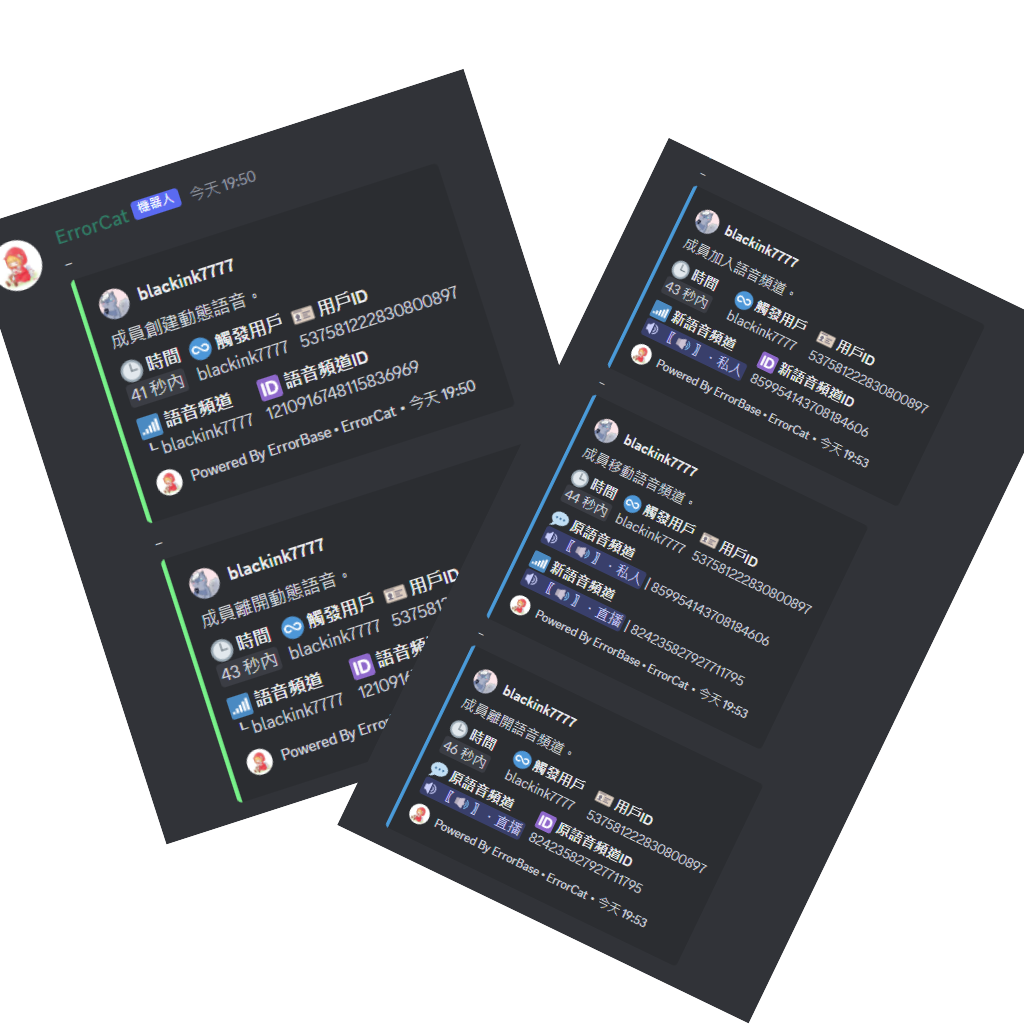 ErrorCat 機器人 今天 19:50
blackink7777
成員創建動態語音。
時間 觸發用戶 用戶ID
41 秒內 blackink7777 537581222830800897
語音頻道 ID 語音頻道ID
└ blackink7777 1210916748115836969
Powered By ErrorBase • ErrorCat • 今天 19:50
blackink7777
成員離開動態語音。
時間 觸發用戶 用戶ID
43 秒內 blackink7777 5375812
語音頻道 ID 語音頻
└ blackink7777 1210916
Powered By Error
blackink7777
成員加入語音頻道。
時間 觸發用戶 用戶ID
43 秒內 blackink7777 537581222830800897
新語音頻道 ID 新語音頻道ID
〖🔊〗·私人 859954143708184606
Powered By ErrorBase • ErrorCat • 今天 19:53
blackink7777
成員移動語音頻道。
時間 觸發用戶 用戶ID
44 秒內 blackink7777 537581222830800897
原語音頻道
〖🔊〗·私人 | 859954143708184606
新語音頻道
〖🔊〗·直播 | 824235827927711795
Powered By ErrorBase • ErrorCat • 今天 19:53
blackink7777
成員離開語音頻道。
時間 觸發用戶 用戶ID
46 秒內 blackink7777 537581222830800897
原語音頻道 ID 原語音頻道ID
〖🔊〗·直播 824235827927711795
Powered By ErrorBase • ErrorCat • 今天 19:53